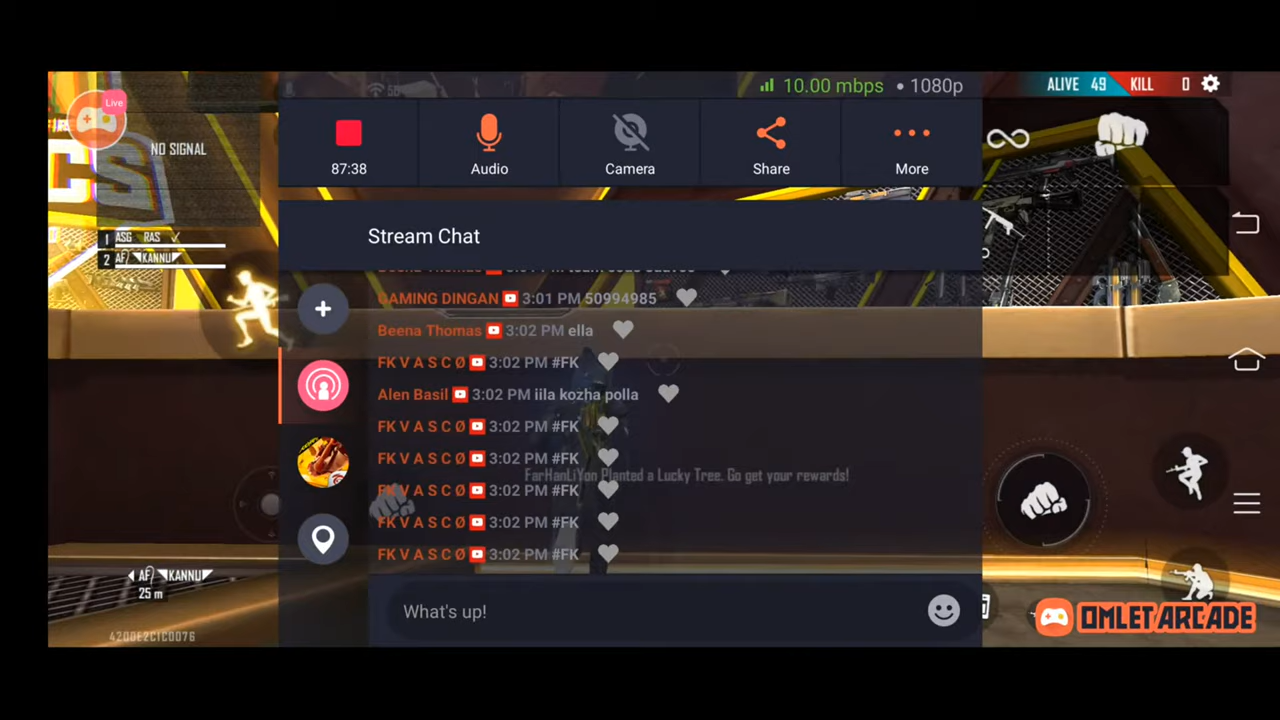 Live
10.00 mbps • 1080p
ALIVE 49 KILL 0
NO SIGNAL
87:38
Audio
Camera
Share
More
1 ASG RAS
2 AF KANNU
Stream Chat
GAMING DINGAN 3:01 PM 50994985
Beena Thomas 3:02 PM ella
FK V A S C Ø 3:02 PM #FK
Alen Basil 3:02 PM iila kozha polla
FK V A S C Ø 3:02 PM #FK
FK V A S C Ø 3:02 PM #FK
FarHanLiYon Planted a Lucky Tree. Go get your rewards!
FK V A S C Ø 3:02 PM #FK
FK V A S C Ø 3:02 PM #FK
FK V A S C Ø 3:02 PM #FK
AF KANNU
25 m
What's up!
OMLET ARCADE
4200E2C1C0076